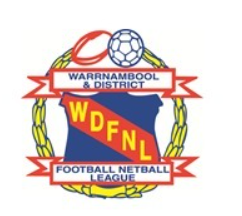 WARRNAMBOOL
& DISTRICT
WDFNL
FOOTBALL NETBALL
LEAGUE